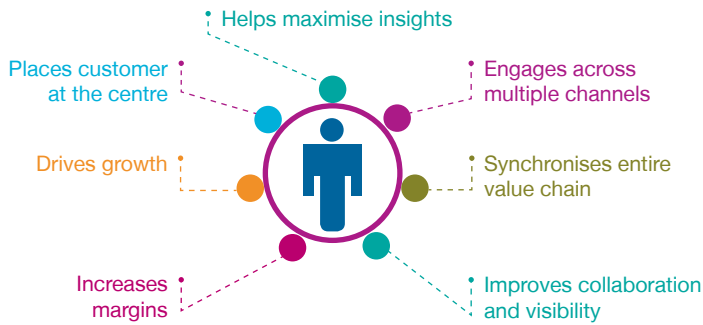 Helps maximise insights
Places customer
at the centre
Engages across
multiple channels
Drives growth
Synchronises entire
value chain
Increases
margins
Improves collaboration
and visibility